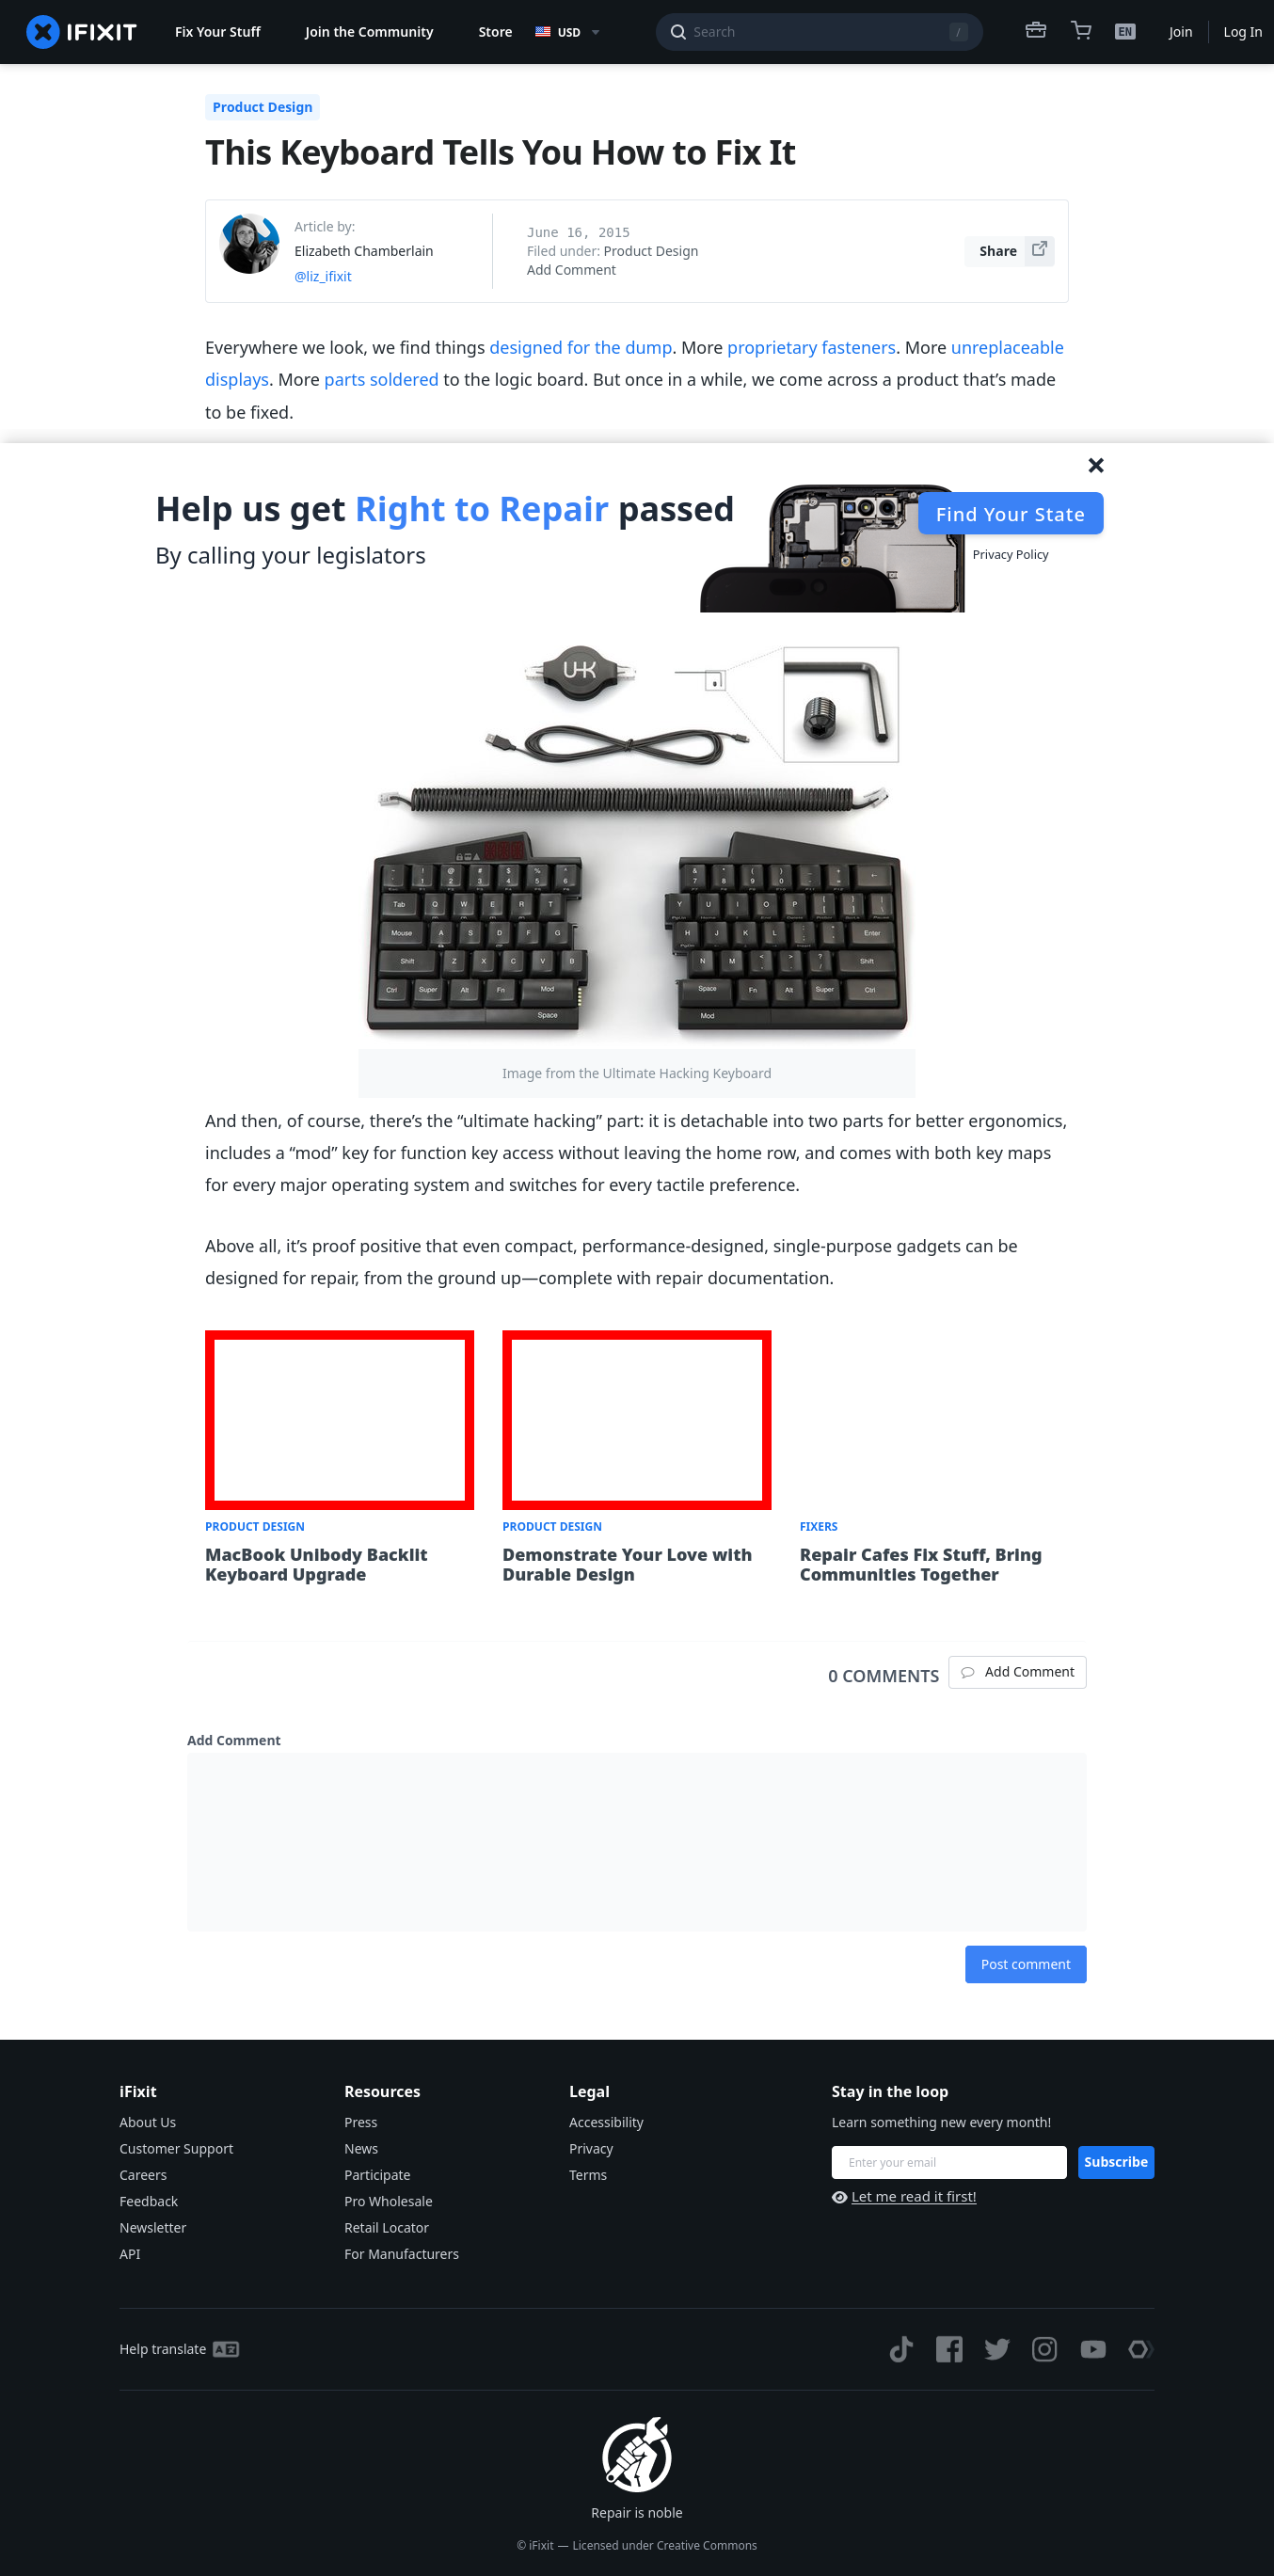 IFIXIT
Fix Your Stuff
Join the Community
Store
USD
Search
/
EN
Join
Log In
Product Design
This Keyboard Tells You How to Fix It
Article by:
Elizabeth Chamberlain
@liz_ifixit
June 16, 2015
Filed under: Product Design
Add Comment
Share
Everywhere we look, we find things designed for the dump. More proprietary fasteners. More unreplaceable
displays. More parts soldered to the logic board. But once in a while, we come across a product that’s made
to be fixed.
Help us get Right to Repair passed
By calling your legislators
Find Your State
Privacy Policy
UHK
Tab Q W E R T
Mouse A S D F G
Shift Z X C V B
Ctrl Super Alt Fn Mod
Space
Y U I O P
H J K L Enter
N M Shift
Space Fn Alt Super Ctrl
Mod
Image from the Ultimate Hacking Keyboard
And then, of course, there’s the “ultimate hacking” part: it is detachable into two parts for better ergonomics,
includes a “mod” key for function key access without leaving the home row, and comes with both key maps
for every major operating system and switches for every tactile preference.
Above all, it’s proof positive that even compact, performance-designed, single-purpose gadgets can be
designed for repair, from the ground up—complete with repair documentation.
PRODUCT DESIGN
MacBook Unibody Backlit
Keyboard Upgrade
PRODUCT DESIGN
Demonstrate Your Love with
Durable Design
FIXERS
Repair Cafes Fix Stuff, Bring
Communities Together
0 COMMENTS
Add Comment
Add Comment
Post comment
iFixit
About Us
Customer Support
Careers
Feedback
Newsletter
API
Resources
Press
News
Participate
Pro Wholesale
Retail Locator
For Manufacturers
Legal
Accessibility
Privacy
Terms
Stay in the loop
Learn something new every month!
Enter your email
Subscribe
Let me read it first!
Help translate
Repair is noble
© iFixit — Licensed under Creative Commons